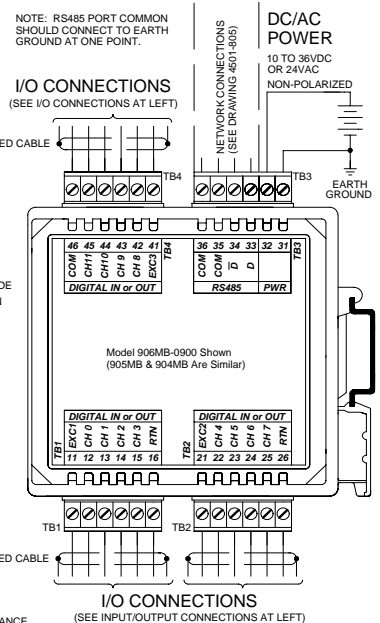 NOTE: RS485 PORT COMMON
SHOULD CONNECT TO EARTH
GROUND AT ONE POINT.
NETWORK CONNECTIONS
(SEE DRAWING 4501-805)
DC/AC
POWER
10 TO 36VDC
OR 24VAC
NON-POLARIZED
I/O CONNECTIONS
(SEE I/O CONNECTIONS AT LEFT)
ED CABLE
TB4
TB3
EARTH
GROUND
46 45 44 43 42 41
COM CH11 CH10 CH 9 CH 8 EXC3
TB4
DIGITAL IN or OUT
36 35 34 33 32 31
COM COM D̅ D
TB3
RS485 PWR
DE
N
Model 906MB-0900 Shown
(905MB & 904MB Are Similar)
DIGITAL IN or OUT
TB1
EXC1 CH 0 CH 1 CH 2 CH 3 RTN
11 12 13 14 15 16
DIGITAL IN or OUT
TB2
EXC2 CH 4 CH 5 CH 6 CH 7 RTN
21 22 23 24 25 26
TB1
TB2
ED CABLE
I/O CONNECTIONS
(SEE INPUT/OUTPUT CONNECTIONS AT LEFT)
ANCE